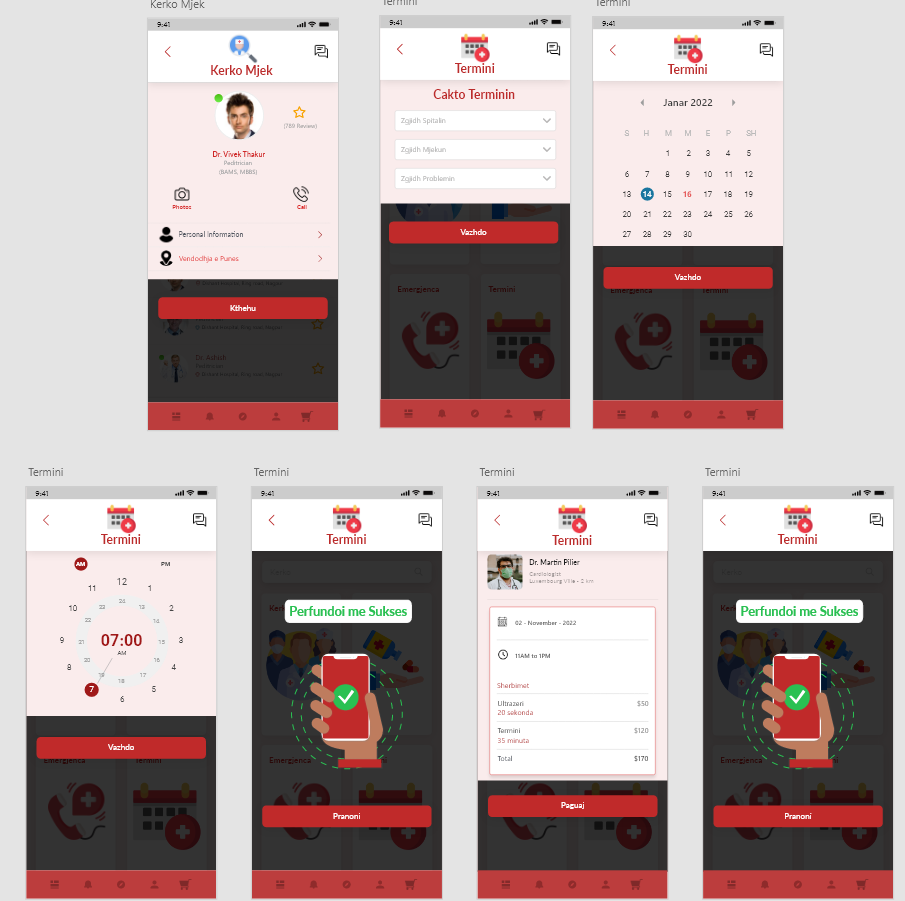 Kerko Mjek
9:41
Kerko Mjek
(769 Review)
Dr. Vivek Thakur
Peditrician
(BAMS, MBBS)
Photos
Call
Personal Information
Vendodhja e Punes
Kthehu
Dr. Ashok
Termini
9:41
Termini
Cakto Terminin
Zgjidh Spitalin
Zgjidh Mjekun
Zgjidh Problemin
Vazhdo
Emergjenca
Termini
Termini
9:41
Termini
Janar 2022
S H M M E P SH
1 2 3 4 5
6 7 8 9 10 11 12
13 14 15 16 17 18 19
20 21 22 23 24 25 26
27 28 29 30
Vazhdo
Emergjenca
Termini
Termini
9:41
Termini
AM
PM
12
11
1
24
23
13
10
2
22
14
9
21
07:00
15
3
AM
20
16
8
4
19
18
17
7
5
6
Vazhdo
Emergjenca
Termini
Termini
9:41
Termini
Kerko
Perfundoi me Sukses
Emergjenca
Pranoni
Termini
9:41
Termini
Dr. Martin Pilier
Cardiologist
Luxembourg Ville - 2 km
02 - November - 2022
11AM to 1PM
Sherbimet
Ultrazeri $50
20 sekonda
Termini $120
35 minuta
Total $170
Paguaj
Termini
9:41
Termini
Kerko
Perfundoi me Sukses
Emergjenca
Pranoni